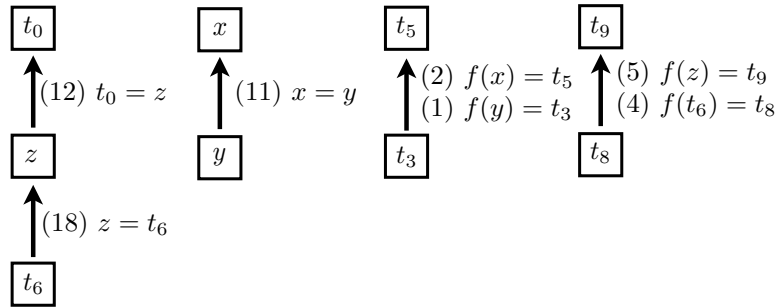 t₀ x t₅ t₉
(12) t₀ = z
(11) x = y
(2) f(x) = t₅
(1) f(y) = t₃
(5) f(z) = t₉
(4) f(t₆) = t₈
z y t₃ t₈
(18) z = t₆
t₆